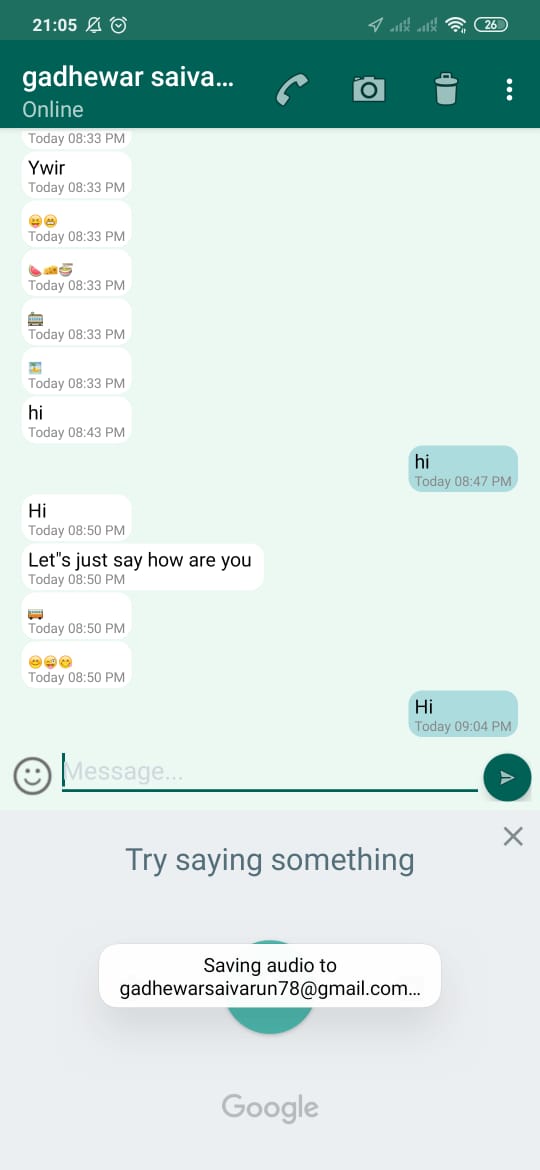 21:05
26
gadhewar saiva...
Online
Today 08:33 PM
Ywir
Today 08:33 PM
😝😁
Today 08:33 PM
🍉🧀🍜
Today 08:33 PM
🚋
Today 08:33 PM
🏝️
Today 08:33 PM
hi
Today 08:43 PM
hi
Today 08:47 PM
Hi
Today 08:50 PM
Let"s just say how are you
Today 08:50 PM
🚃
Today 08:50 PM
😊😜😋
Today 08:50 PM
Hi
Today 09:04 PM
Message...
Try saying something
Saving audio to
gadhewarsaivarun78@gmail.com...
Google